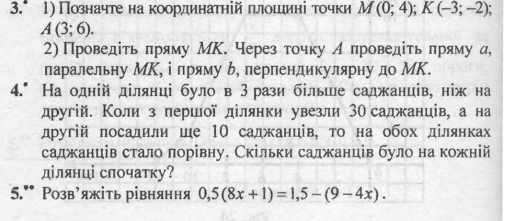 3.• 1) Позначте на координатній площині точки M (0; 4); K (–3; –2);
A (3; 6).
2) Проведіть пряму MK. Через точку A проведіть пряму a,
паралельну MK, і пряму b, перпендикулярну до MK.
4.• На одній ділянці було в 3 рази більше саджанців, ніж на
другій. Коли з першої ділянки увезли 30 саджанців, а на
другій посадили ще 10 саджанців, то на обох ділянках
саджанців стало порівну. Скільки саджанців було на кожній
ділянці спочатку?
5.•• Розв'яжіть рівняння 0,5(8x + 1) = 1,5 – (9 – 4x) .